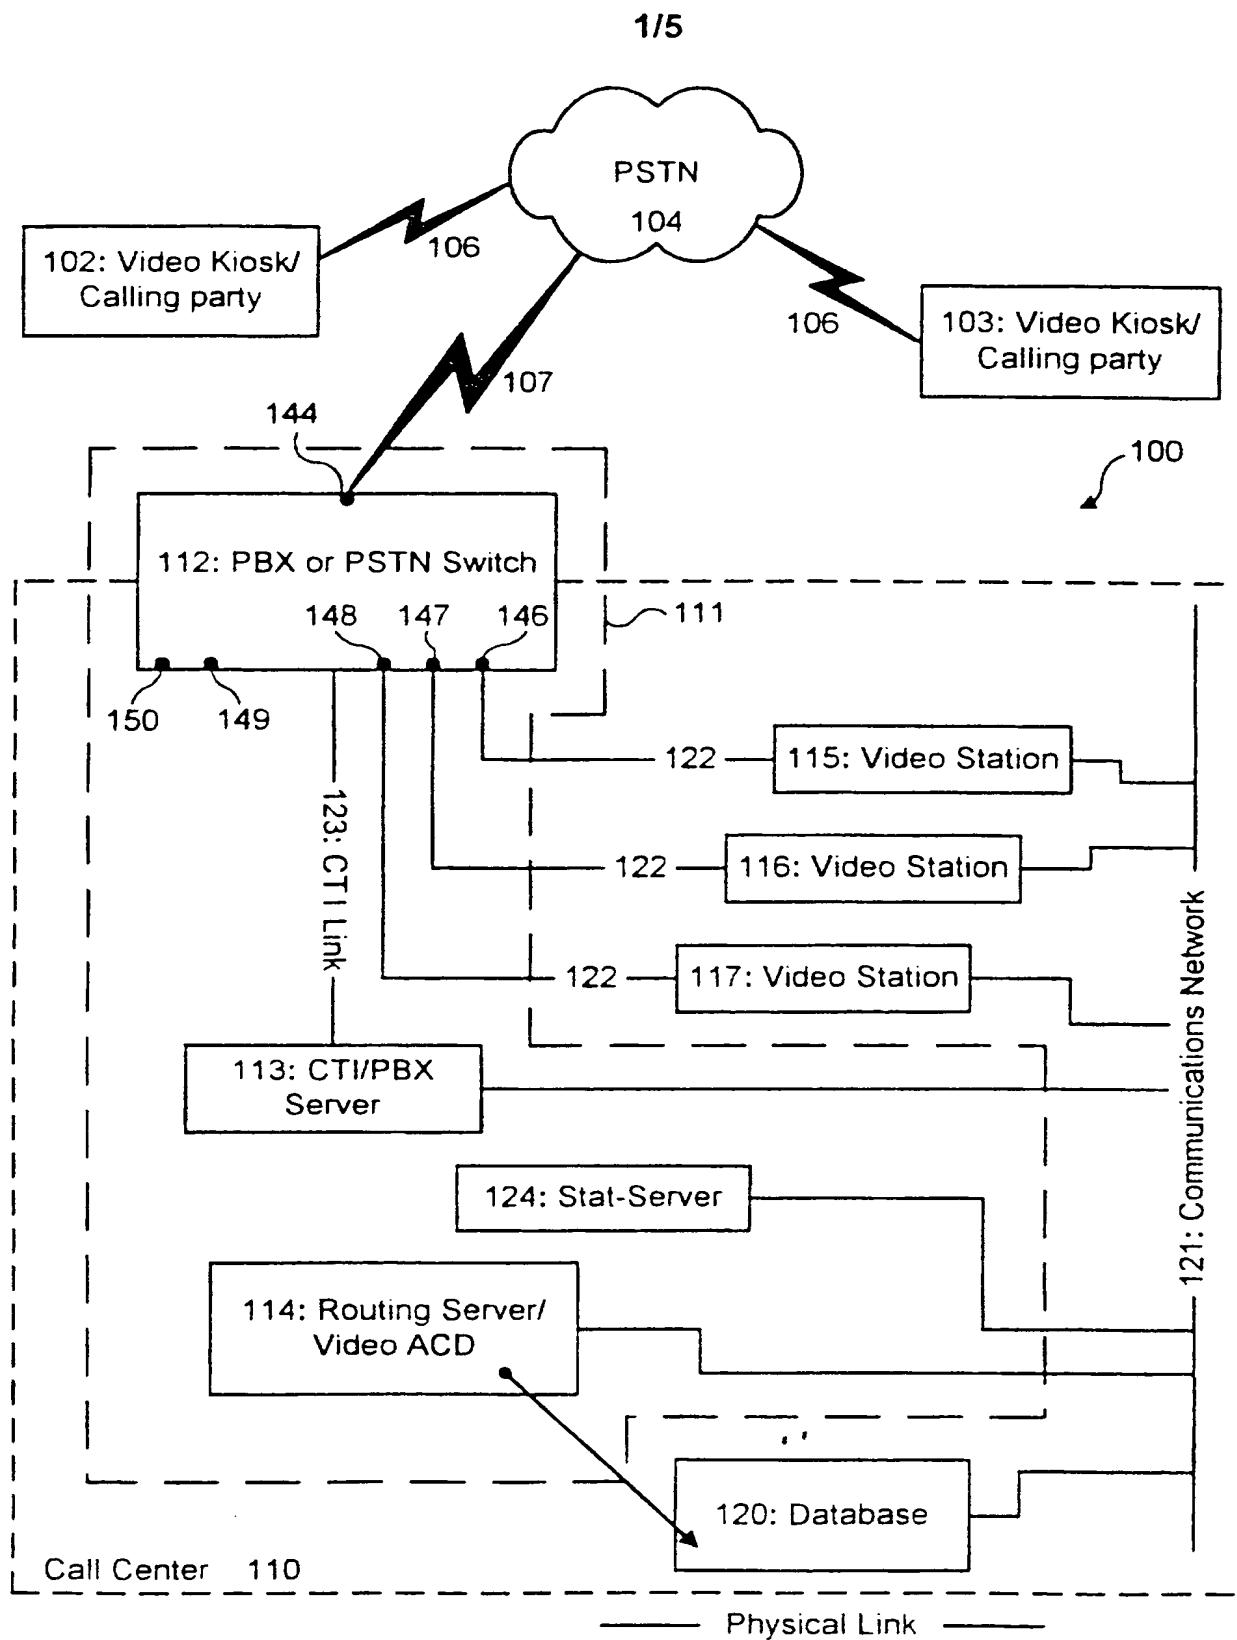 1/5
PSTN
104
106
102: Video Kiosk/
Calling party
106
103: Video Kiosk/
Calling party
107
144
100
112: PBX or PSTN Switch
148
147
146
111
150
149
122
115: Video Station
123: CTI Link
122
116: Video Station
122
117: Video Station
121: Communications Network
113: CTI/PBX
Server
124: Stat-Server
114: Routing Server/
Video ACD
120: Database
Call Center 110
Physical Link